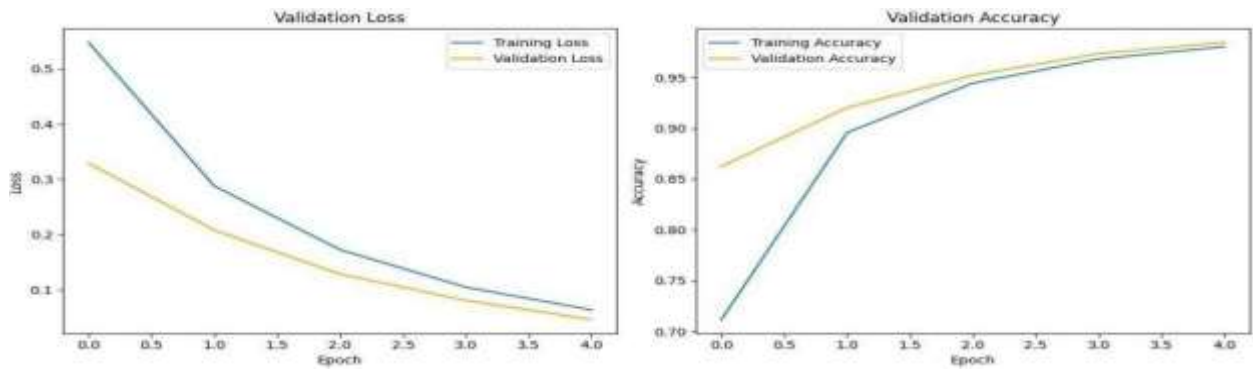 Validation Loss
Training Loss
Validation Loss
0.5
0.4
0.3
0.2
0.1
Loss
0.0 0.5 1.0 1.5 2.0 2.5 3.0 3.5 4.0
Epoch
Validation Accuracy
Training Accuracy
Validation Accuracy
0.95
0.90
0.85
0.80
0.75
0.70
Accuracy
0.0 0.5 1.0 1.5 2.0 2.5 3.0 3.5 4.0
Epoch